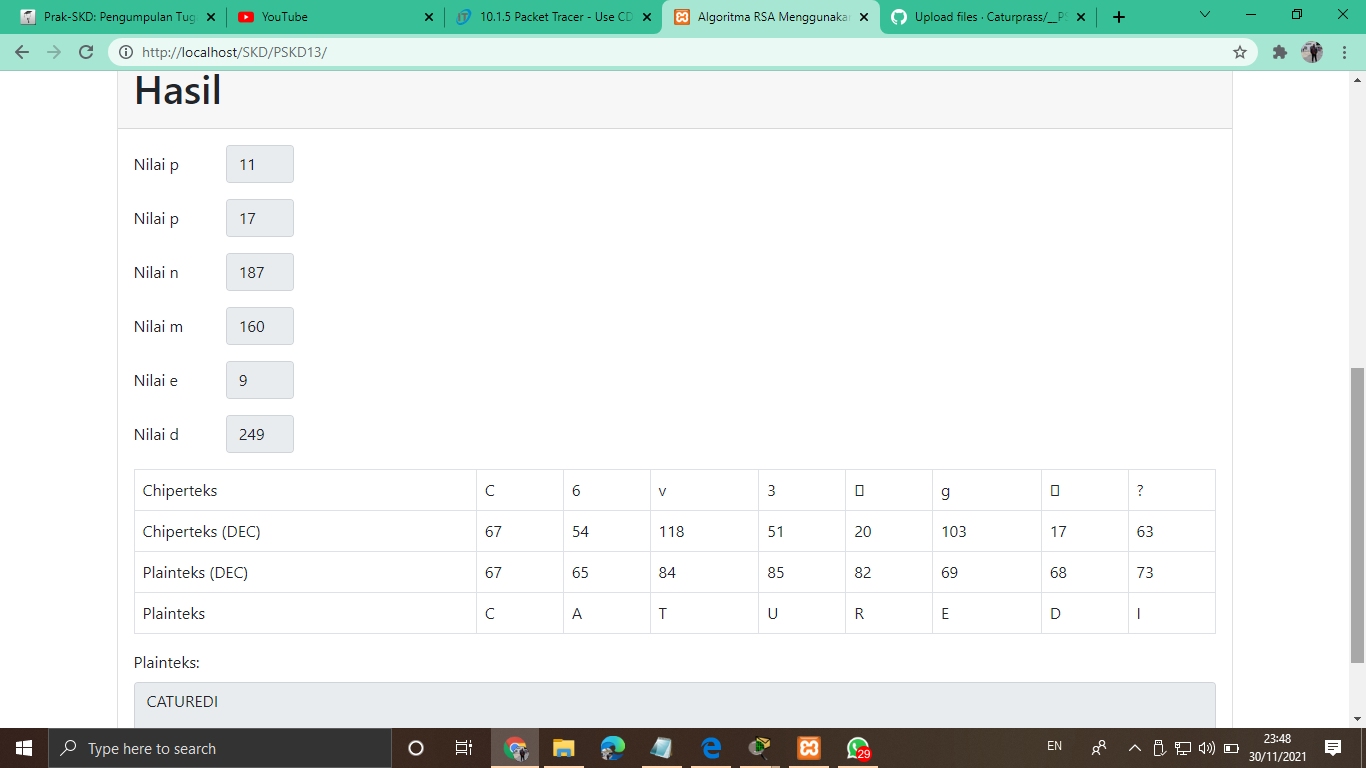 Prak-SKD: Pengumpulan Tug
YouTube
10.1.5 Packet Tracer - Use CD
Algoritma RSA Menggunakan
Upload files · Caturprass/__PS
http://localhost/SKD/PSKD13/
Hasil
Nilai p 11
Nilai p 17
Nilai n 187
Nilai m 160
Nilai e 9
Nilai d 249
Chiperteks C 6 v 3 g ?
Chiperteks (DEC) 67 54 118 51 20 103 17 63
Plainteks (DEC) 67 65 84 85 82 69 68 73
Plainteks C A T U R E D I
Plainteks:
CATUREDI
Type here to search
29
EN
23:48
30/11/2021